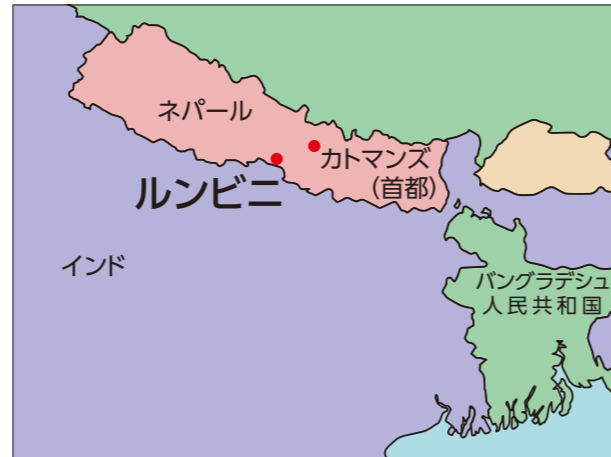 ネパール
カトマンズ
(首都)
ルンビニ
インド
バングラデシュ
人民共和国